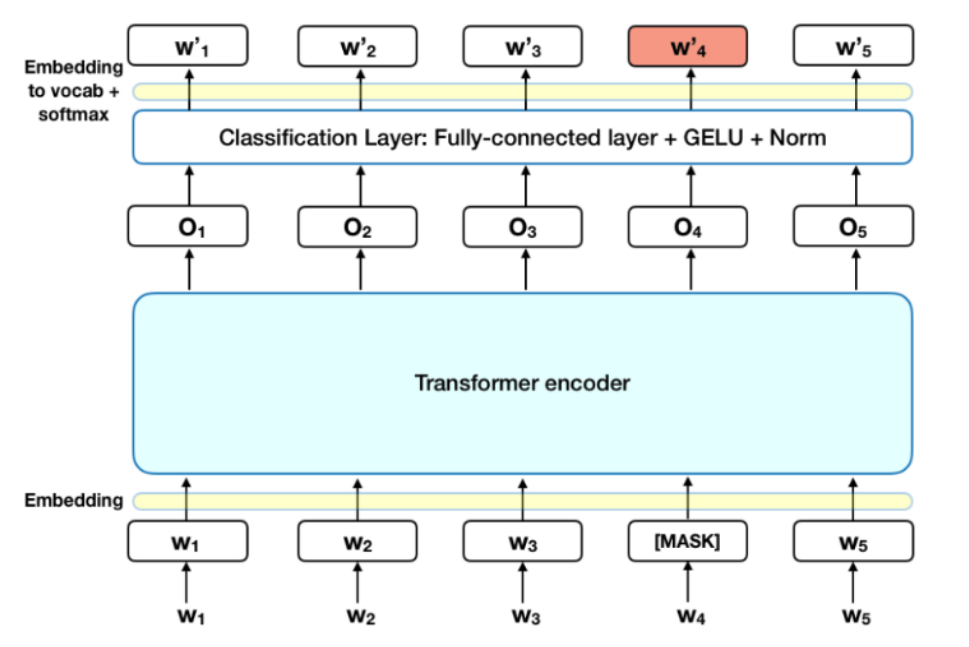 w’₁ w’₂ w’₃ w’₄ w’₅
Embedding
to vocab +
softmax
Classification Layer: Fully-connected layer + GELU + Norm
O₁ O₂ O₃ O₄ O₅
Transformer encoder
Embedding
w₁ w₂ w₃ [MASK] w₅
w₁ w₂ w₃ w₄ w₅